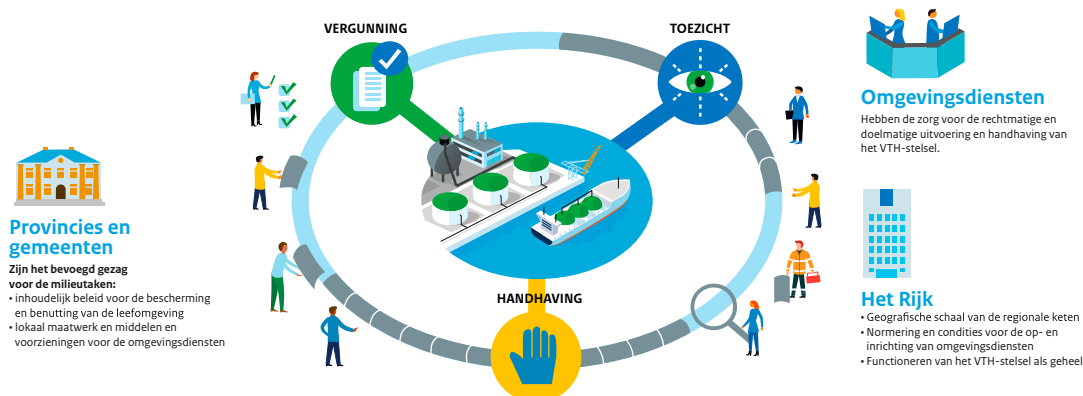 VERGUNNING
TOEZICHT
HANDHAVING
Provincies en
gemeenten
Zijn het bevoegd gezag
voor de milieutaken:
• inhoudelijk beleid voor de bescherming
en benutting van de leefomgeving
• lokaal maatwerk en middelen en
voorzieningen voor de omgevingsdiensten
Omgevingsdiensten
Hebben de zorg voor de rechtmatige en
doelmatige uitvoering en handhaving van
het VTH-stelsel.
Het Rijk
• Geografische schaal van de regionale keten
• Normering en condities voor de op- en
inrichting van omgevingsdiensten
• Functioneren van het VTH-stelsel als geheel